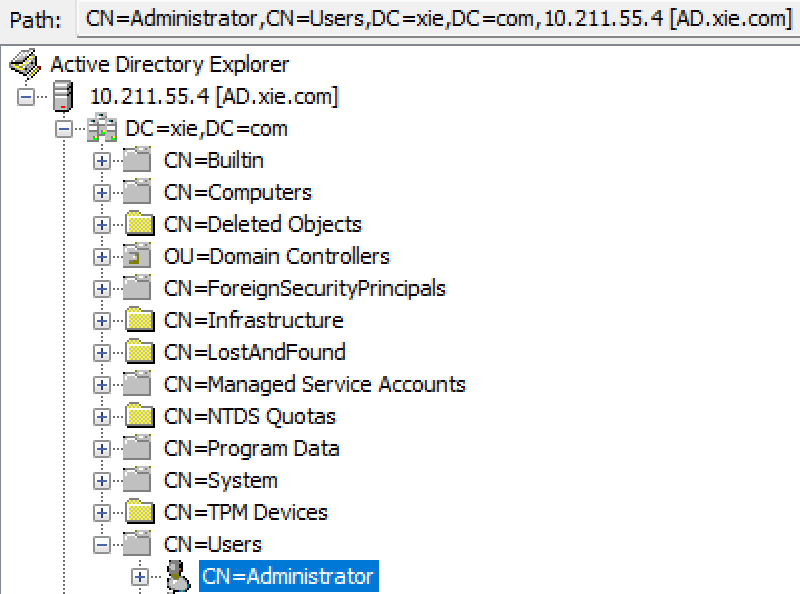 Path: CN=Administrator,CN=Users,DC=xie,DC=com,10.211.55.4 [AD.xie.com]
Active Directory Explorer
10.211.55.4 [AD.xie.com]
DC=xie,DC=com
CN=Builtin
CN=Computers
CN=Deleted Objects
OU=Domain Controllers
CN=ForeignSecurityPrincipals
CN=Infrastructure
CN=LostAndFound
CN=Managed Service Accounts
CN=NTDS Quotas
CN=Program Data
CN=System
CN=TPM Devices
CN=Users
CN=Administrator